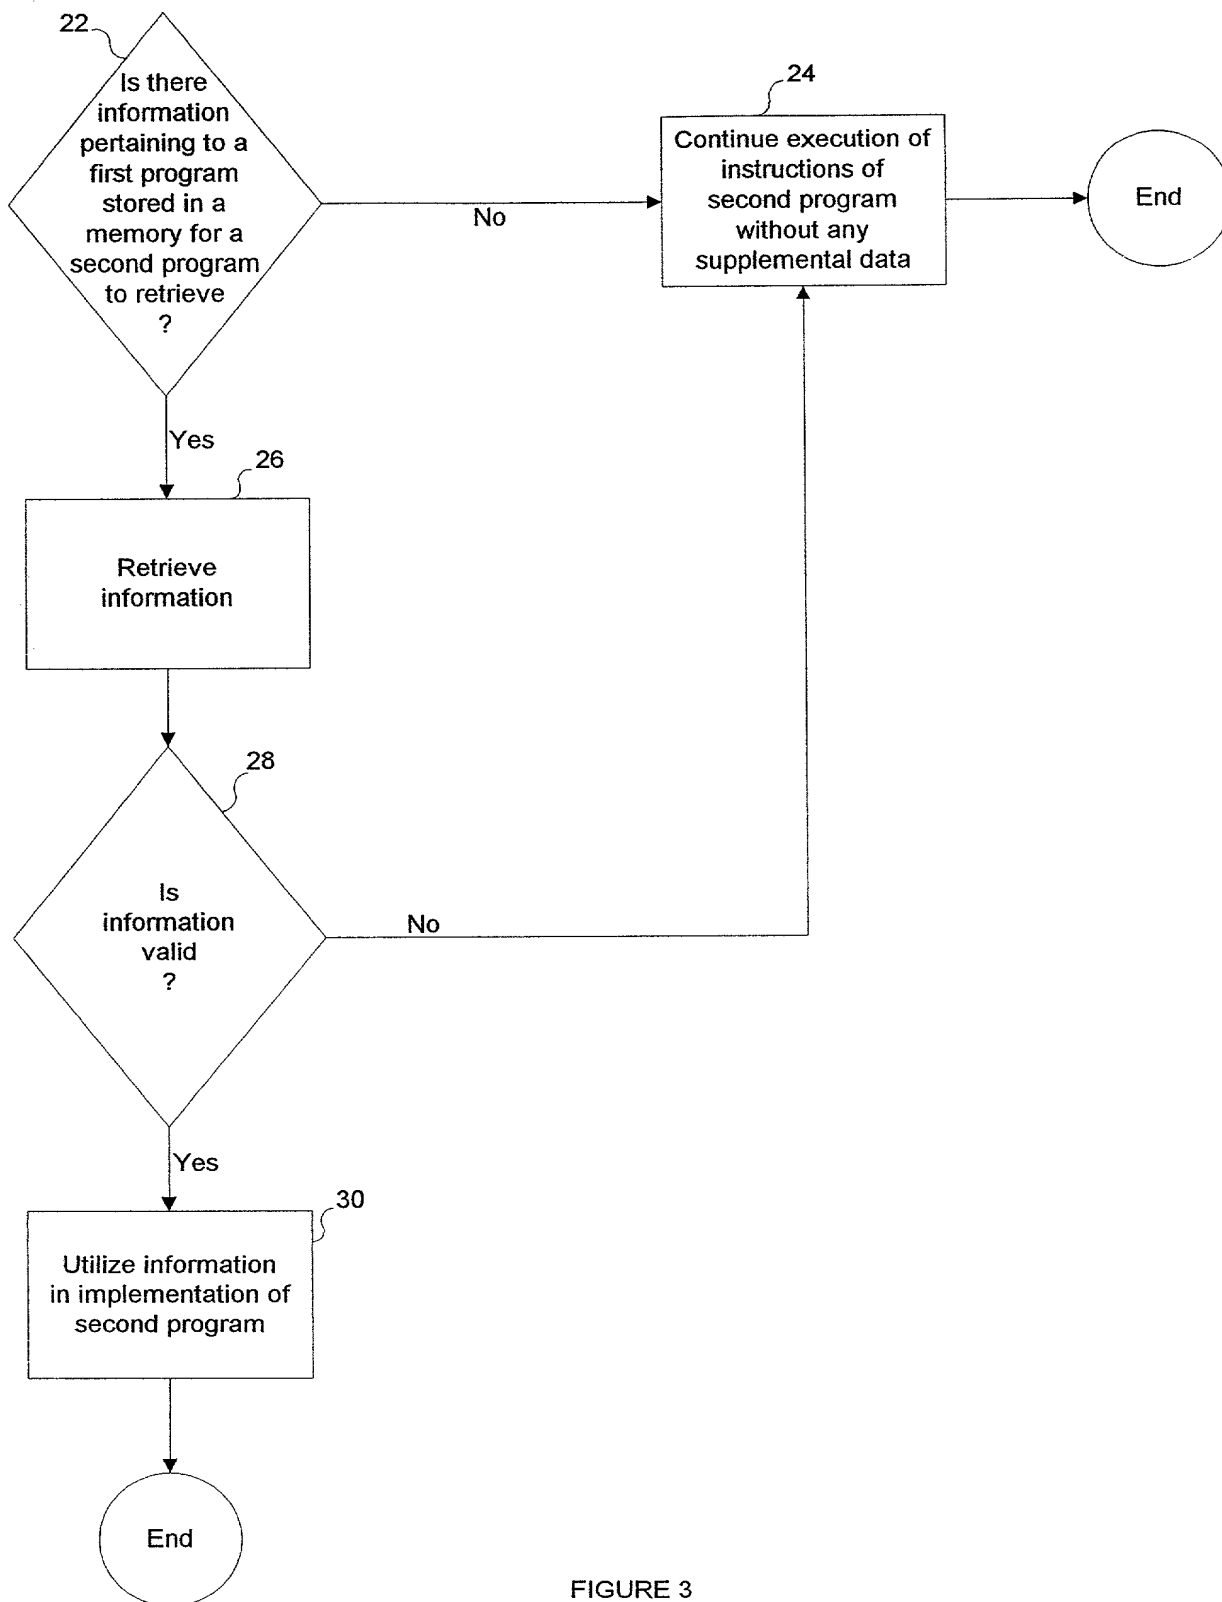 22
Is there
information
pertaining to a
first program
stored in a
memory for a
second program
to retrieve
?
No
24
Continue execution of
instructions of
second program
without any
supplemental data
End
Yes
26
Retrieve
information
28
Is
information
valid
?
No
Yes
30
Utilize information
in implementation of
second program
End
FIGURE 3